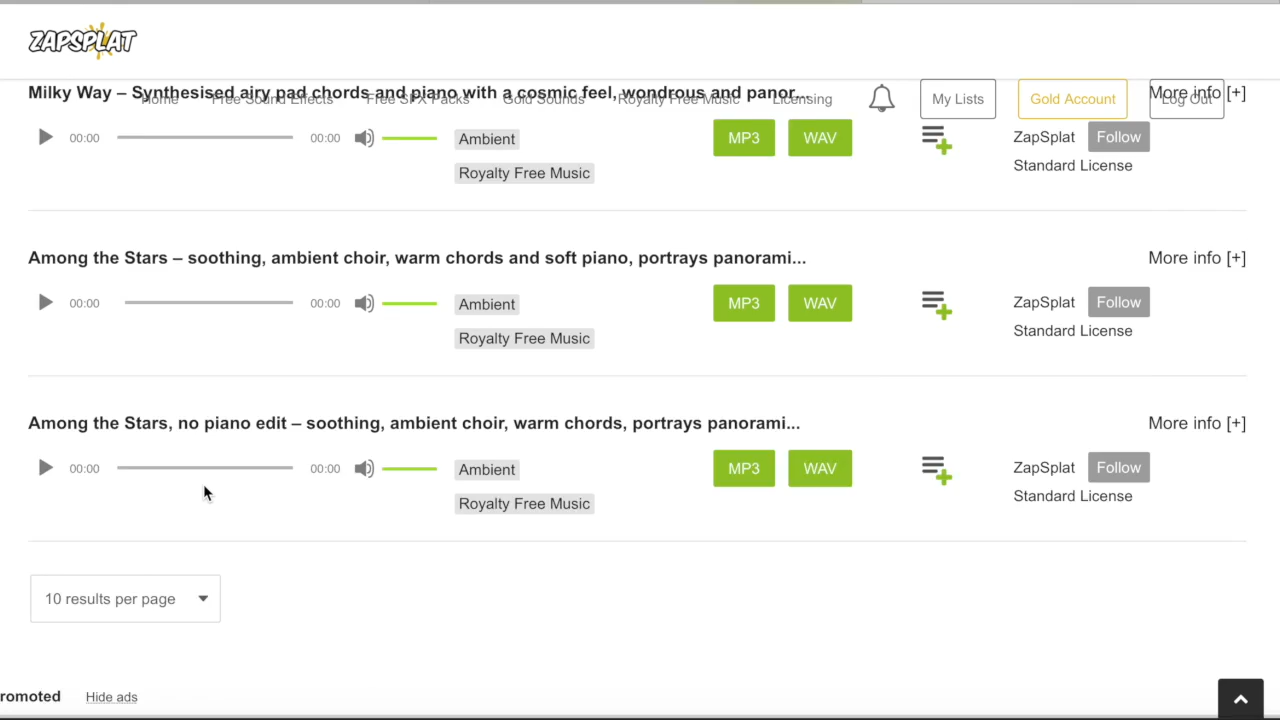 ZAPSPLAT
Home Free Sound Effects Free SFX Packs Gold Sounds Royalty Free Music Licensing My Lists Gold Account Log Out
Milky Way – Synthesised airy pad chords and piano with a cosmic feel, wondrous and panor... More info [+]
00:00 00:00 Ambient MP3 WAV ZapSplat Follow
Royalty Free Music Standard License
Among the Stars – soothing, ambient choir, warm chords and soft piano, portrays panorami... More info [+]
00:00 00:00 Ambient MP3 WAV ZapSplat Follow
Royalty Free Music Standard License
Among the Stars, no piano edit – soothing, ambient choir, warm chords, portrays panorami... More info [+]
00:00 00:00 Ambient MP3 WAV ZapSplat Follow
Royalty Free Music Standard License
10 results per page
romoted Hide ads